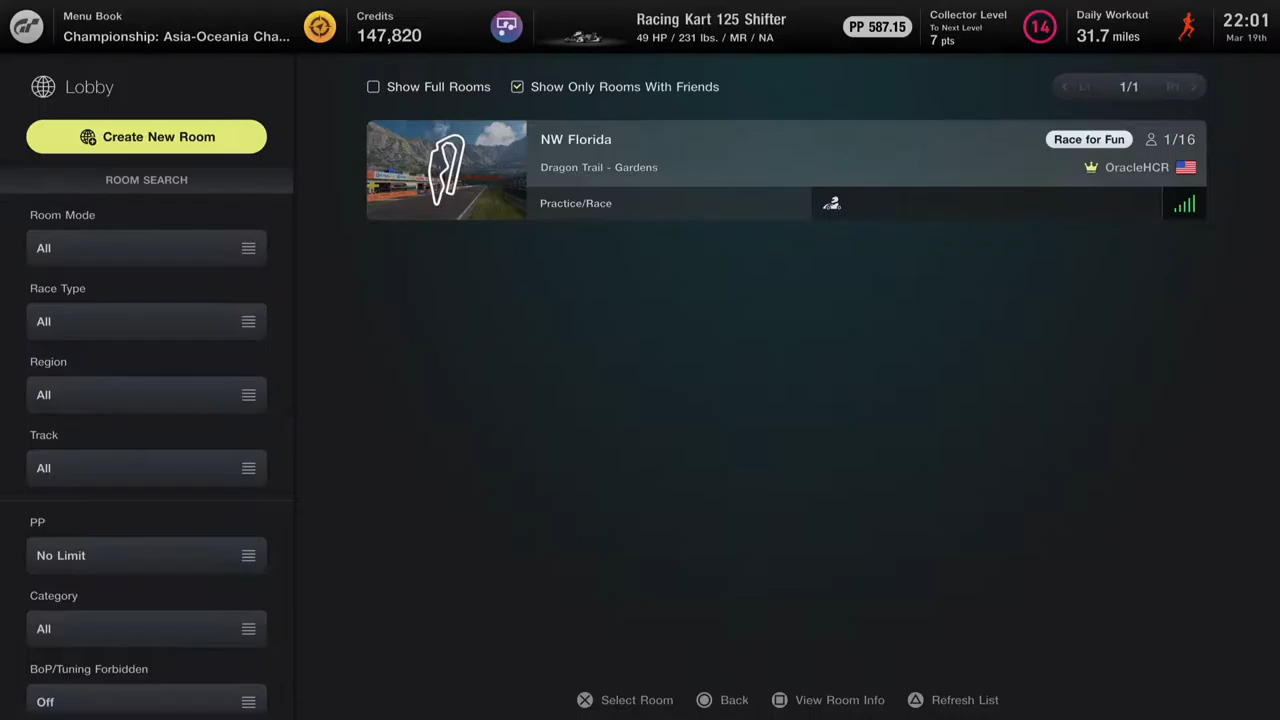 Menu Book
Championship: Asia-Oceania Cha...
Credits
147,820
Racing Kart 125 Shifter
49 HP / 231 lbs. / MR / NA
PP 587.15
Collector Level
To Next Level
7 pts
14
Daily Workout
31.7 miles
22:01
Mar 19th
Lobby
Create New Room
ROOM SEARCH
Room Mode
All
Race Type
All
Region
All
Track
All
PP
No Limit
Category
All
BoP/Tuning Forbidden
Off
Show Full Rooms
Show Only Rooms With Friends
L1
1/1
R1
NW Florida
Race for Fun
1/16
Dragon Trail - Gardens
OracleHCR
Practice/Race
Select Room
Back
View Room Info
Refresh List